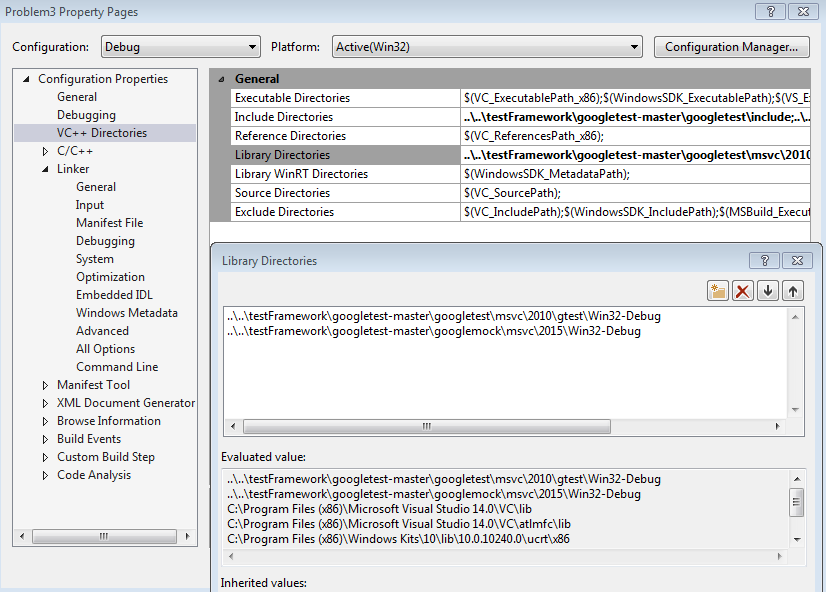 Problem3 Property Pages
Configuration: Debug Platform: Active(Win32) Configuration Manager...
Configuration Properties
General
Debugging
VC++ Directories
C/C++
Linker
General
Input
Manifest File
Debugging
System
Optimization
Embedded IDL
Windows Metadata
Advanced
All Options
Command Line
Manifest Tool
XML Document Generator
Browse Information
Build Events
Custom Build Step
Code Analysis
General
Executable Directories $(VC_ExecutablePath_x86);$(WindowsSDK_ExecutablePath);$(VS_E
Include Directories ..\..\testFramework\googletest-master\googletest\include;..\..
Reference Directories $(VC_ReferencesPath_x86);
Library Directories ..\..\testFramework\googletest-master\googletest\msvc\2010
Library WinRT Directories $(WindowsSDK_MetadataPath);
Source Directories $(VC_SourcePath);
Exclude Directories $(VC_IncludePath);$(WindowsSDK_IncludePath);$(MSBuild_Execut
Library Directories
..\..\testFramework\googletest-master\googletest\msvc\2010\gtest\Win32-Debug
..\..\testFramework\googletest-master\googlemock\msvc\2015\Win32-Debug
Evaluated value:
..\..\testFramework\googletest-master\googletest\msvc\2010\gtest\Win32-Debug
..\..\testFramework\googletest-master\googlemock\msvc\2015\Win32-Debug
C:\Program Files (x86)\Microsoft Visual Studio 14.0\VC\lib
C:\Program Files (x86)\Microsoft Visual Studio 14.0\VC\atlmfc\lib
C:\Program Files (x86)\Windows Kits\10\lib\10.0.10240.0\ucrt\x86
Inherited values: